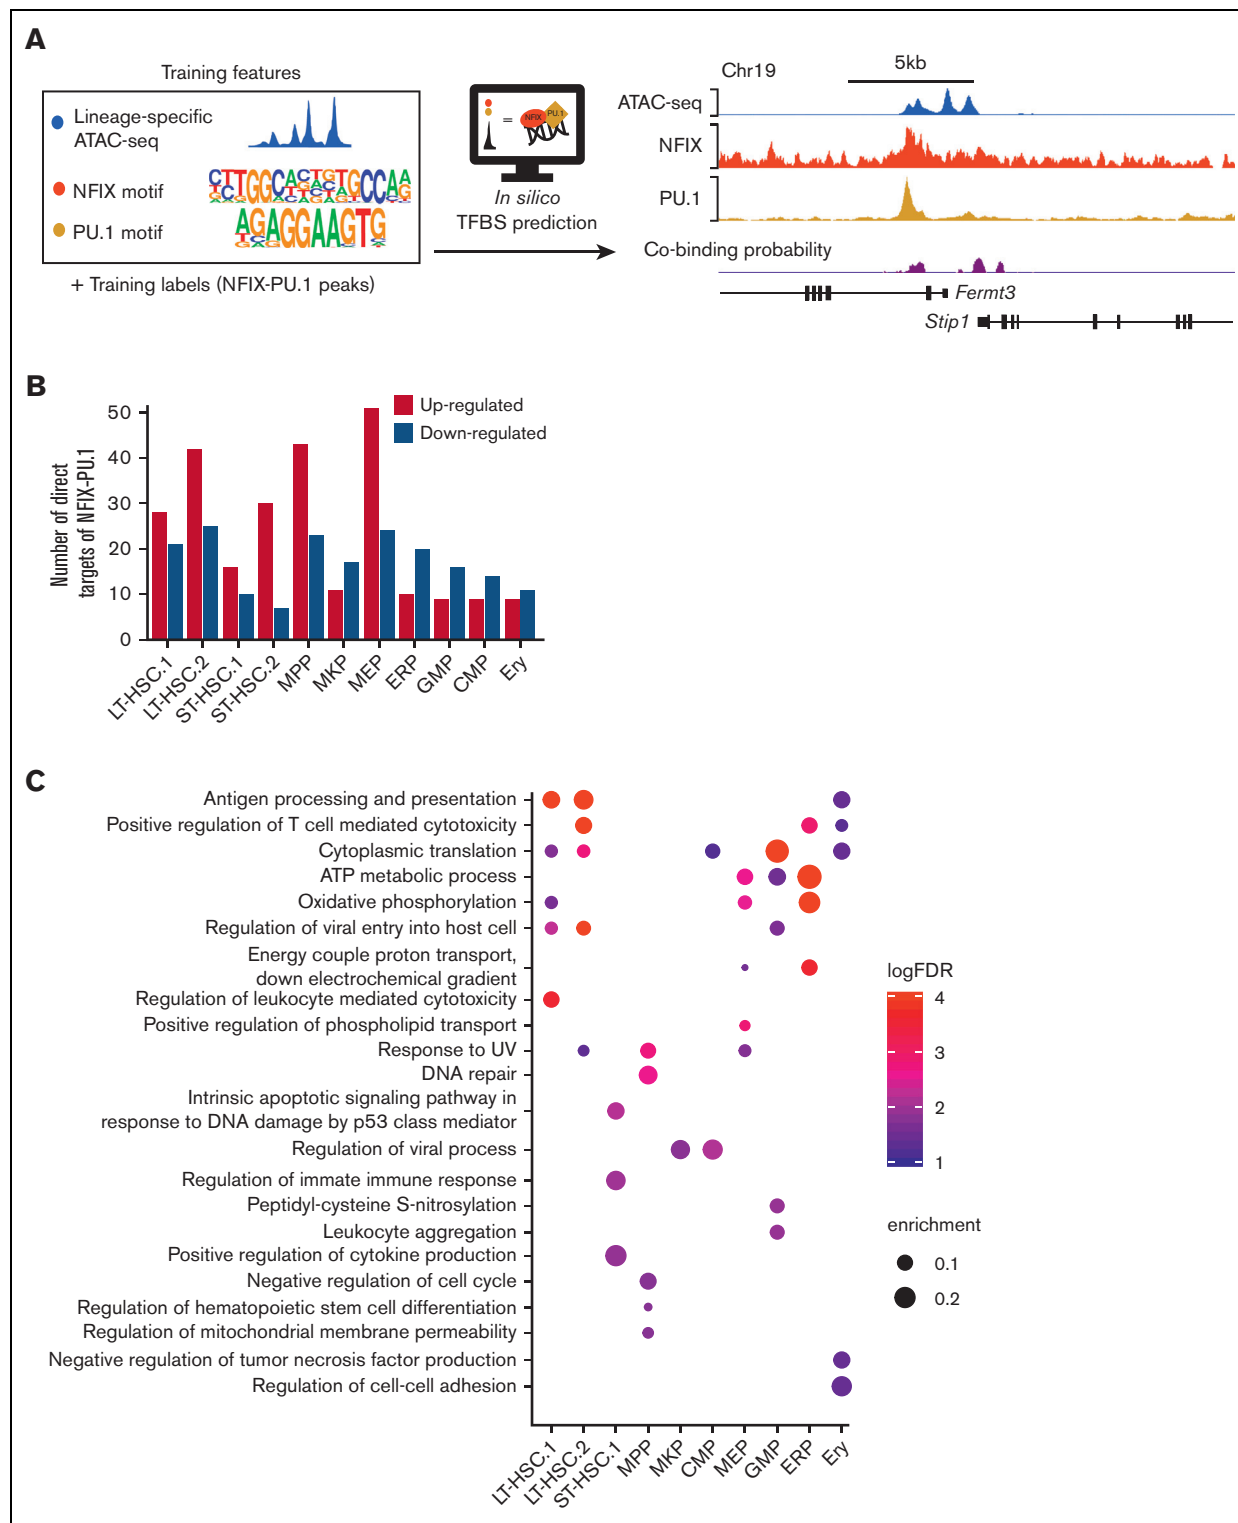 A
Training features
Lineage-specific
ATAC-seq
NFIX motif
PU.1 motif
+ Training labels (NFIX-PU.1 peaks)
=
NFIX
PU.1
In silico
TFBS prediction
Chr19
5kb
ATAC-seq
NFIX
PU.1
Co-binding probability
Fermt3
Stip1
B
Up-regulated
Down-regulated
Number of direct
targets of NFIX-PU.1
50
40
30
20
10
0
LT-HSC.1
LT-HSC.2
ST-HSC.1
ST-HSC.2
MPP
MKP
MEP
ERP
GMP
CMP
Ery
C
Antigen processing and presentation
Positive regulation of T cell mediated cytotoxicity
Cytoplasmic translation
ATP metabolic process
Oxidative phosphorylation
Regulation of viral entry into host cell
Energy couple proton transport,
down electrochemical gradient
Regulation of leukocyte mediated cytotoxicity
Positive regulation of phospholipid transport
Response to UV
DNA repair
Intrinsic apoptotic signaling pathway in
response to DNA damage by p53 class mediator
Regulation of viral process
Regulation of immate immune response
Peptidyl-cysteine S-nitrosylation
Leukocyte aggregation
Positive regulation of cytokine production
Negative regulation of cell cycle
Regulation of hematopoietic stem cell differentiation
Regulation of mitochondrial membrane permeability
Negative regulation of tumor necrosis factor production
Regulation of cell-cell adhesion
LT-HSC.1
LT-HSC.2
ST-HSC.1
MPP
MKP
CMP
MEP
GMP
ERP
Ery
logFDR
4
3
2
1
enrichment
0.1
0.2